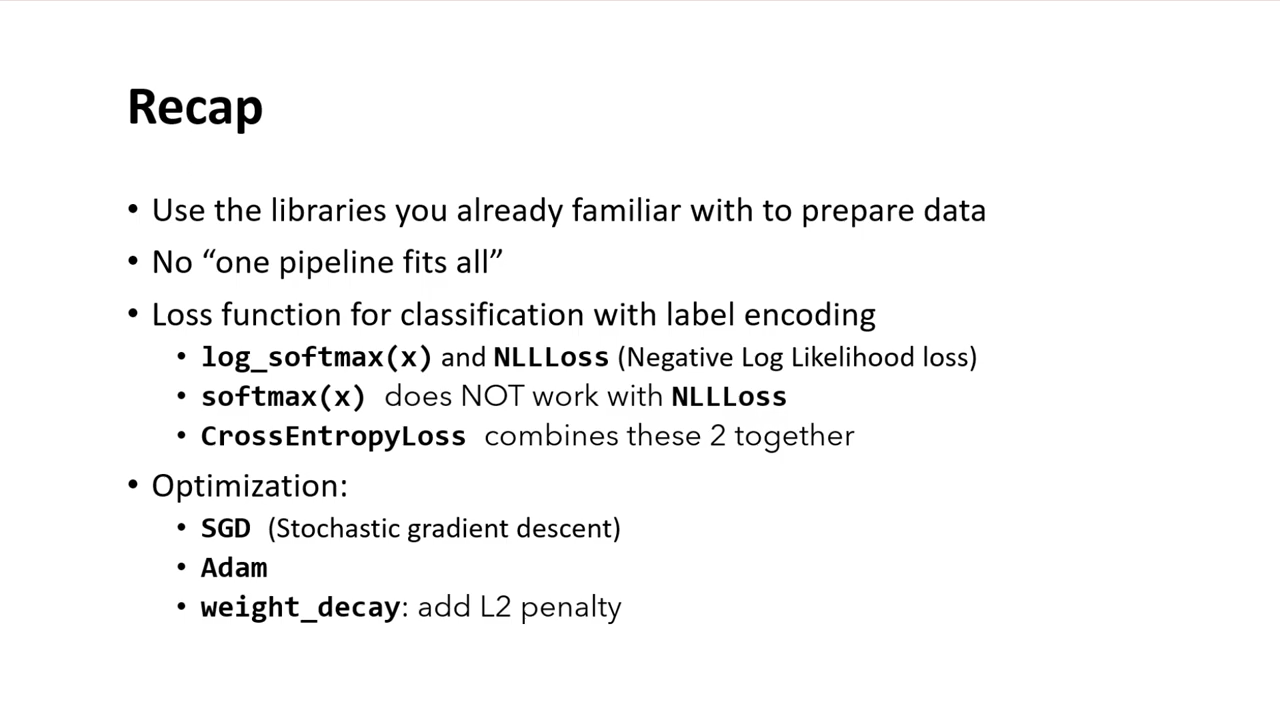 Recap
• Use the libraries you already familiar with to prepare data
• No “one pipeline fits all”
• Loss function for classification with label encoding
• log_softmax(x) and NLLLoss (Negative Log Likelihood loss)
• softmax(x) does NOT work with NLLLoss
• CrossEntropyLoss combines these 2 together
• Optimization:
• SGD (Stochastic gradient descent)
• Adam
• weight_decay: add L2 penalty